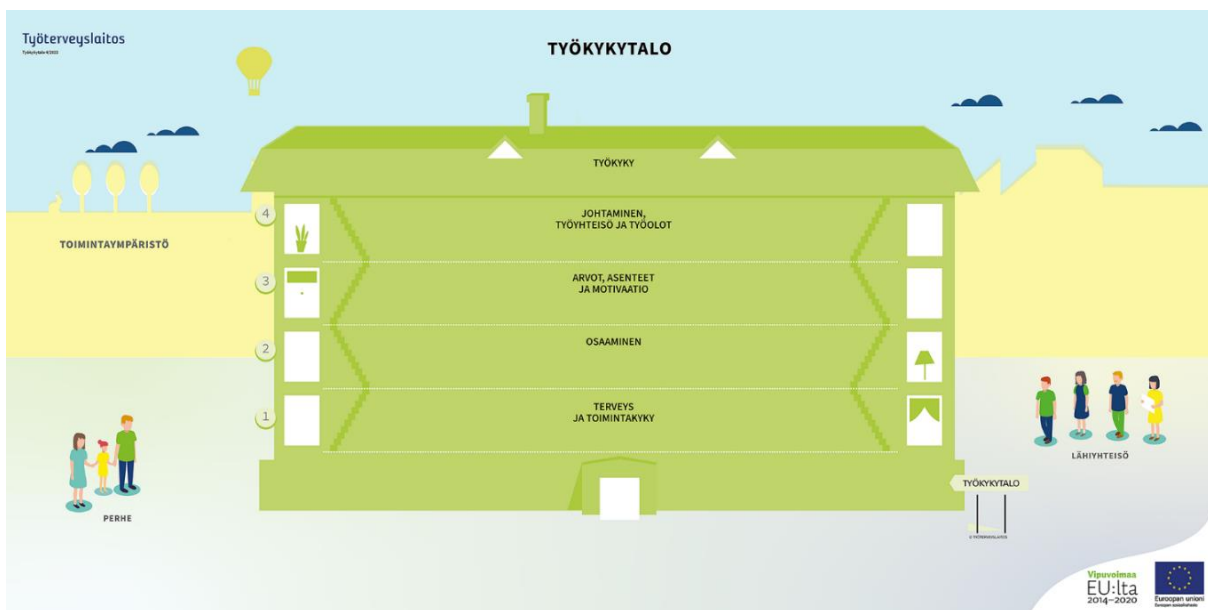 Työterveyslaitos
TYÖKYKYTALO
TYÖKYKY
4
JOHTAMINEN,
TYÖYHTEISÖ JA TYÖOLOT
TOIMINTAYMPÄRISTÖ
3
ARVOT, ASENTEET
JA MOTIVAATIO
2
OSAAMINEN
1
TERVEYS
JA TOIMINTAKYKY
LÄHIYHTEISÖ
PERHE
TYÖKYKYTALO
© TYÖTERVEYSLAITOS
Vipuvoimaa
EU:lta
2014–2020
Euroopan unioni